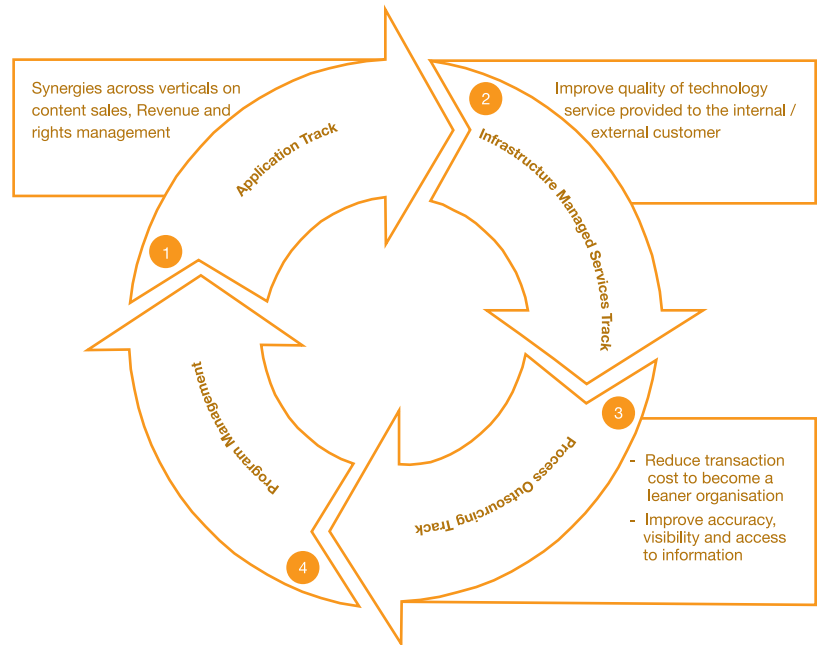 Synergies across verticals on
content sales, Revenue and
rights management
Application Track
1
2
Improve quality of technology
service provided to the internal /
external customer
Infrastructure Managed Services Track
3
- Reduce transaction
cost to become a
leaner organisation
- Improve accuracy,
visibility and access
to information
Process Outsourcing Track
4
Program Management